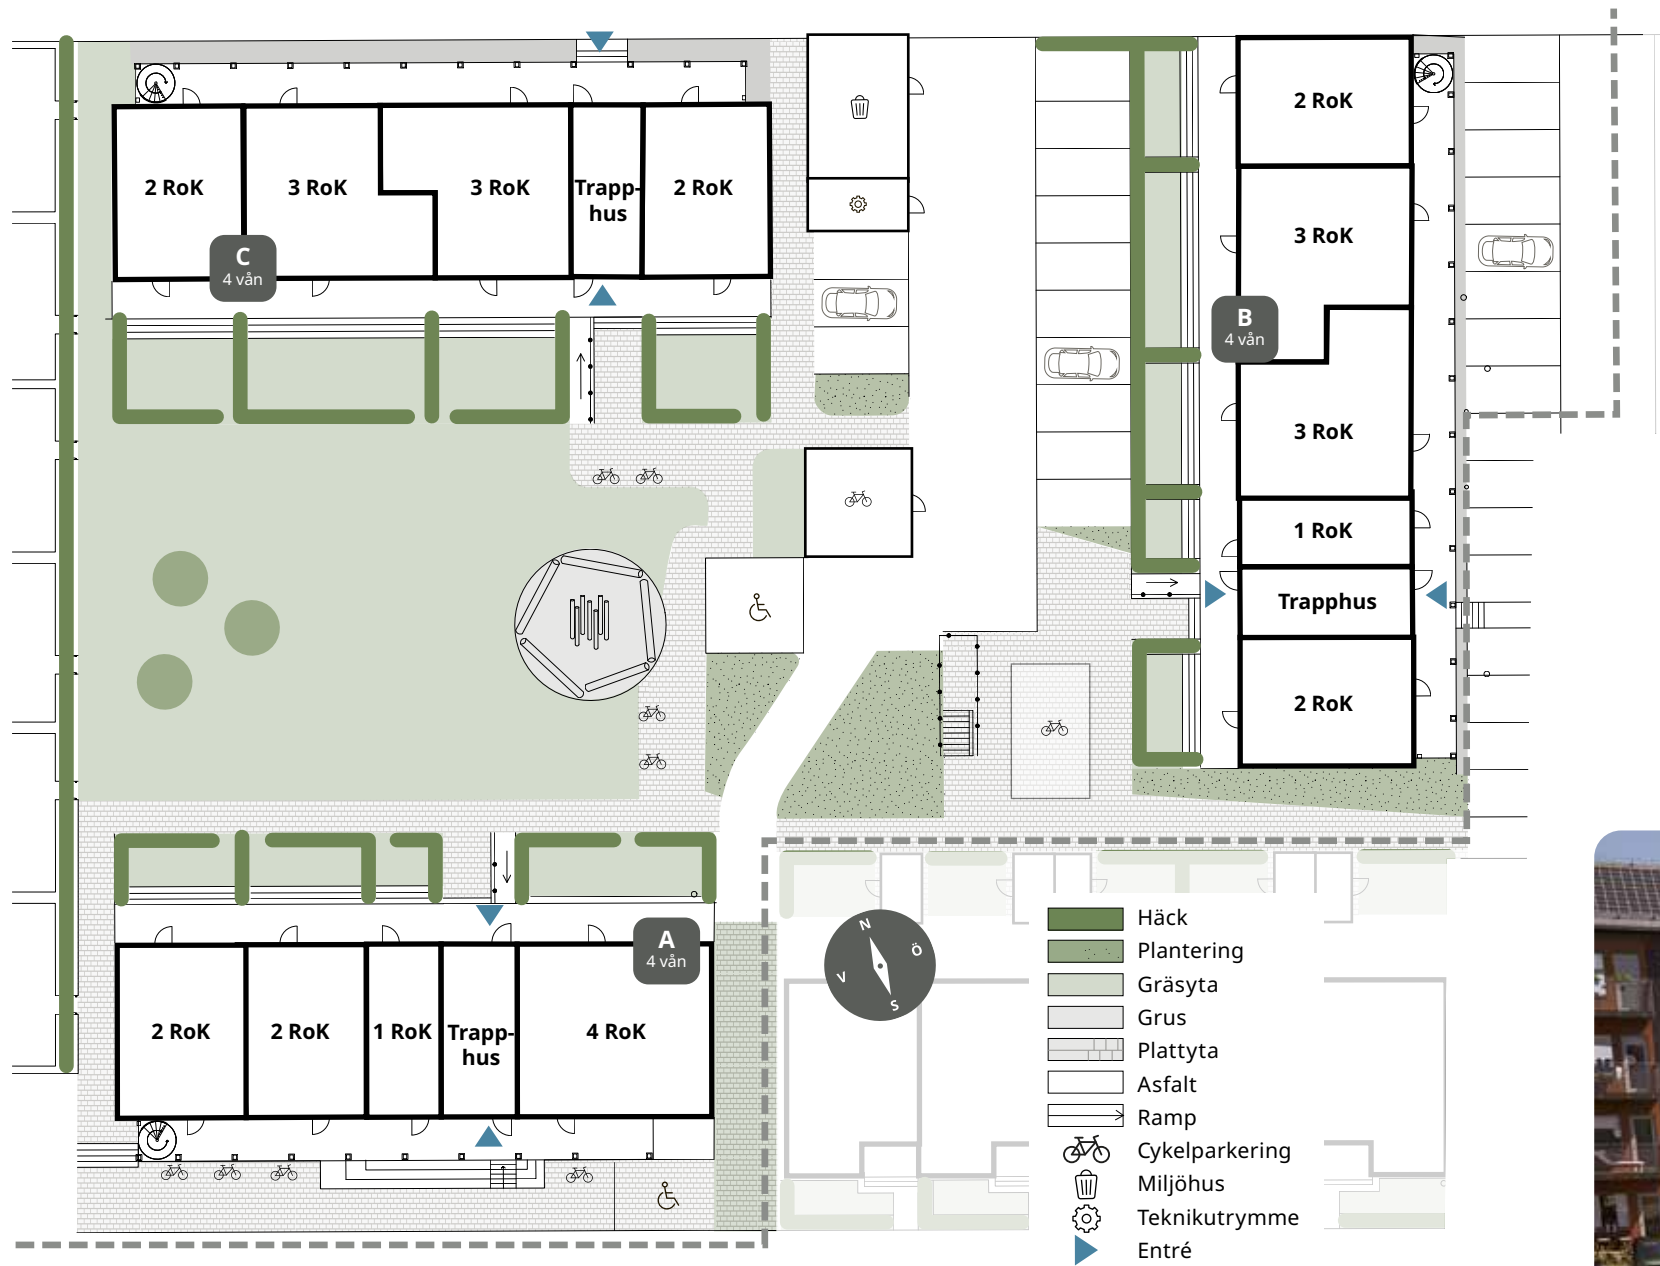 2 RoK
3 RoK
3 RoK
Trapp-
hus
2 RoK
C
4 vån
2 RoK
3 RoK
B
4 vån
3 RoK
1 RoK
Trapphus
2 RoK
A
4 vån
2 RoK
2 RoK
1 RoK
Trapp-
hus
4 RoK
N
Ö
V
S
Häck
Plantering
Gräsyta
Grus
Plattyta
Asfalt
Ramp
Cykelparkering
Miljöhus
Teknikutrymme
Entré